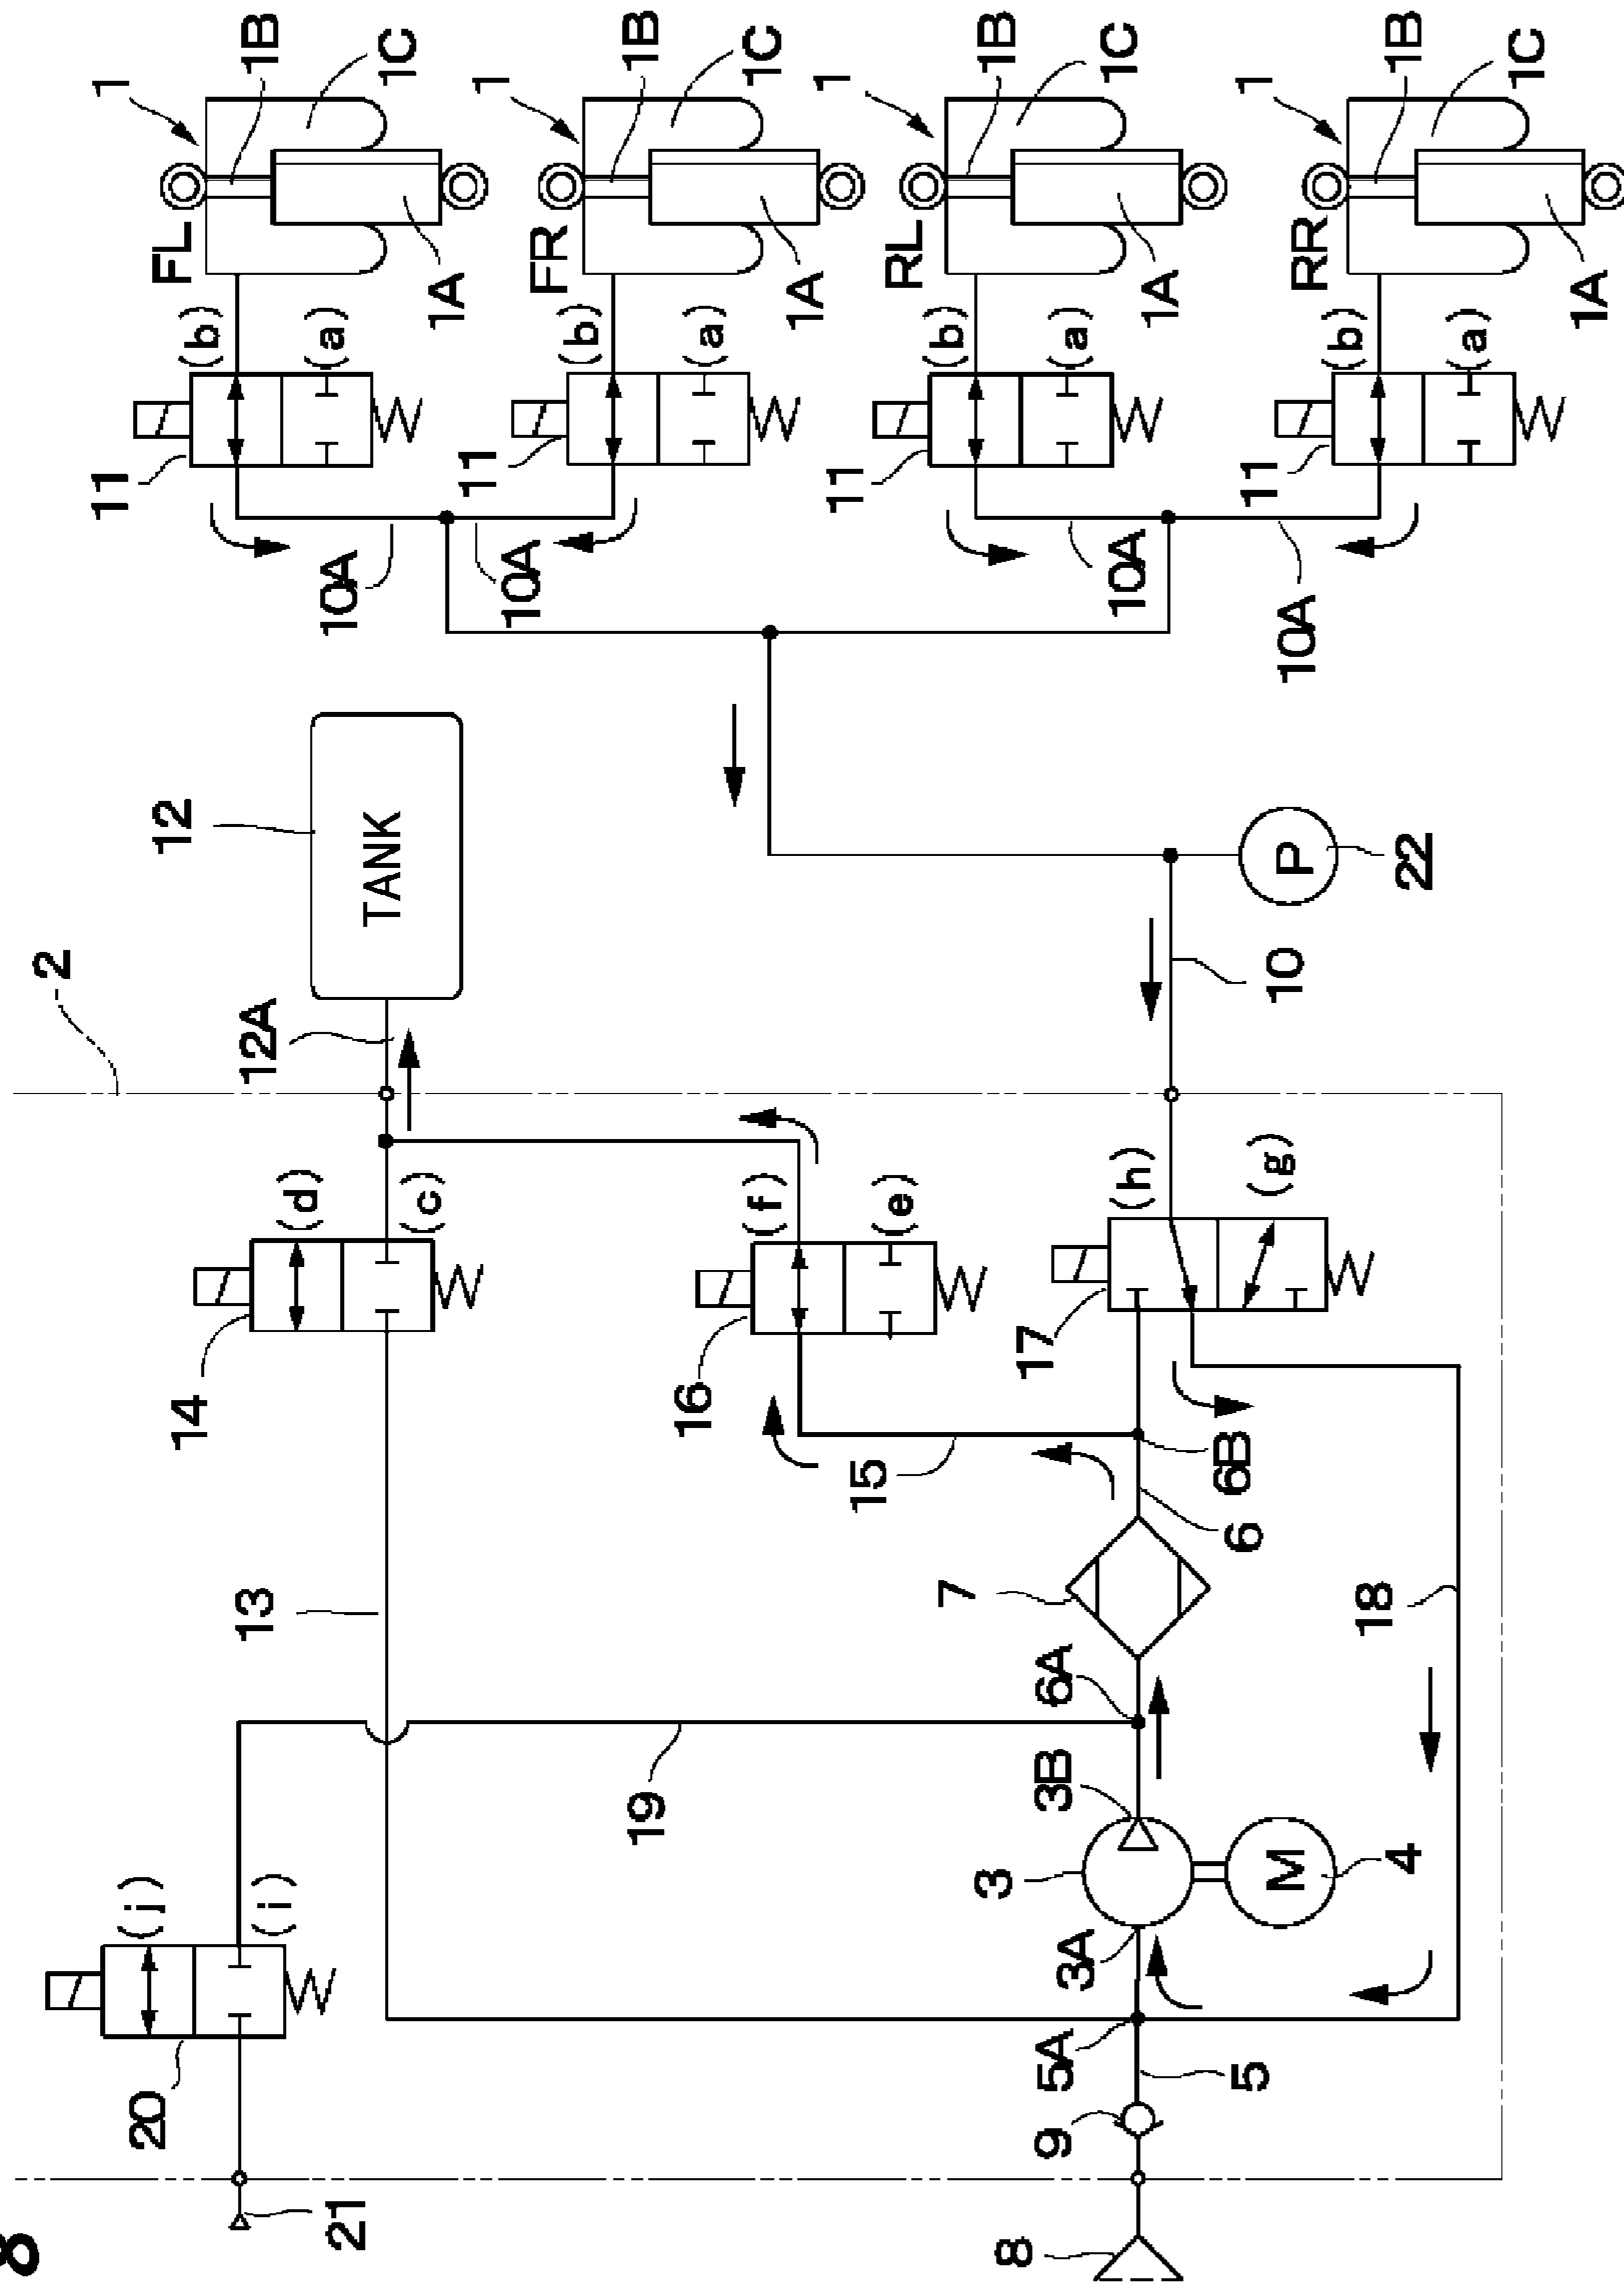 8
1
1B
1C
FL
1A
(b)
(a)
11
10A
1
1B
1C
FR
1A
(b)
(a)
11
10A
1
1B
1C
RL
1A
(b)
(a)
11
10A
1
1B
1C
RR
1A
(b)
(a)
11
10A
12
TANK
2
12A
P
22
10
(d)
(c)
14
(f)
(e)
16
(h)
(g)
17
15
6B
6
13
7
6A
18
19
3B
3
3A
M
4
(j)
(i)
20
5A
5
9
21
8